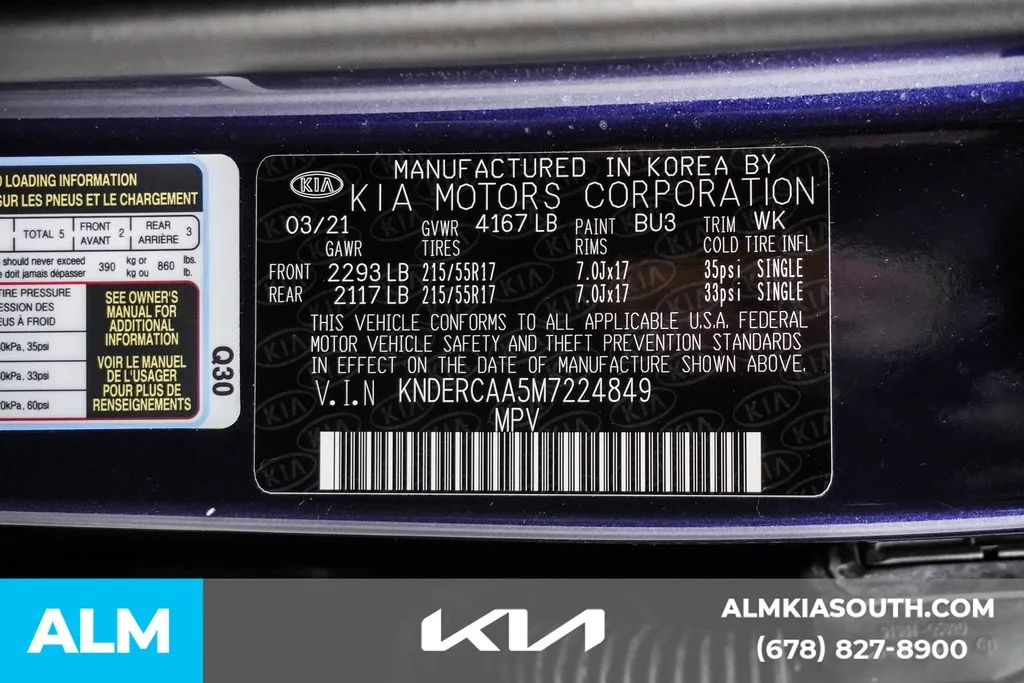 LOADING INFORMATION
SUR LES PNEUS ET LE CHARGEMENT
TOTAL 5 FRONT AVANT 2 REAR ARRIÈRE 3
should never exceed 390 kg or 860 lbs.
doit jamais dépasser kg ou lb.
TIRE PRESSURE
À FROID
kPa, 35psi
kPa, 33psi
kPa, 60psi
SEE OWNER'S
MANUAL FOR
ADDITIONAL
INFORMATION
VOIR LE MANUEL
DE L'USAGER
POUR PLUS DE
RENSEIGNEMENTS
Q30
KIA
MANUFACTURED IN KOREA BY
KIA MOTORS CORPORATION
03/21 GVWR 4167 LB PAINT BU3 TRIM WK
GAWR TIRES RIMS COLD TIRE INFL
FRONT 2293 LB 215/55R17 7.0Jx17 35psi SINGLE
REAR 2117 LB 215/55R17 7.0Jx17 33psi SINGLE
THIS VEHICLE CONFORMS TO ALL APPLICABLE U.S.A. FEDERAL
MOTOR VEHICLE SAFETY AND THEFT PREVENTION STANDARDS
IN EFFECT ON THE DATE OF MANUFACTURE SHOWN ABOVE.
V.I.N KNDERCAA5M7224849
MPV
ALM
KIA
ALMKIASOUTH.COM
(678) 827-8900